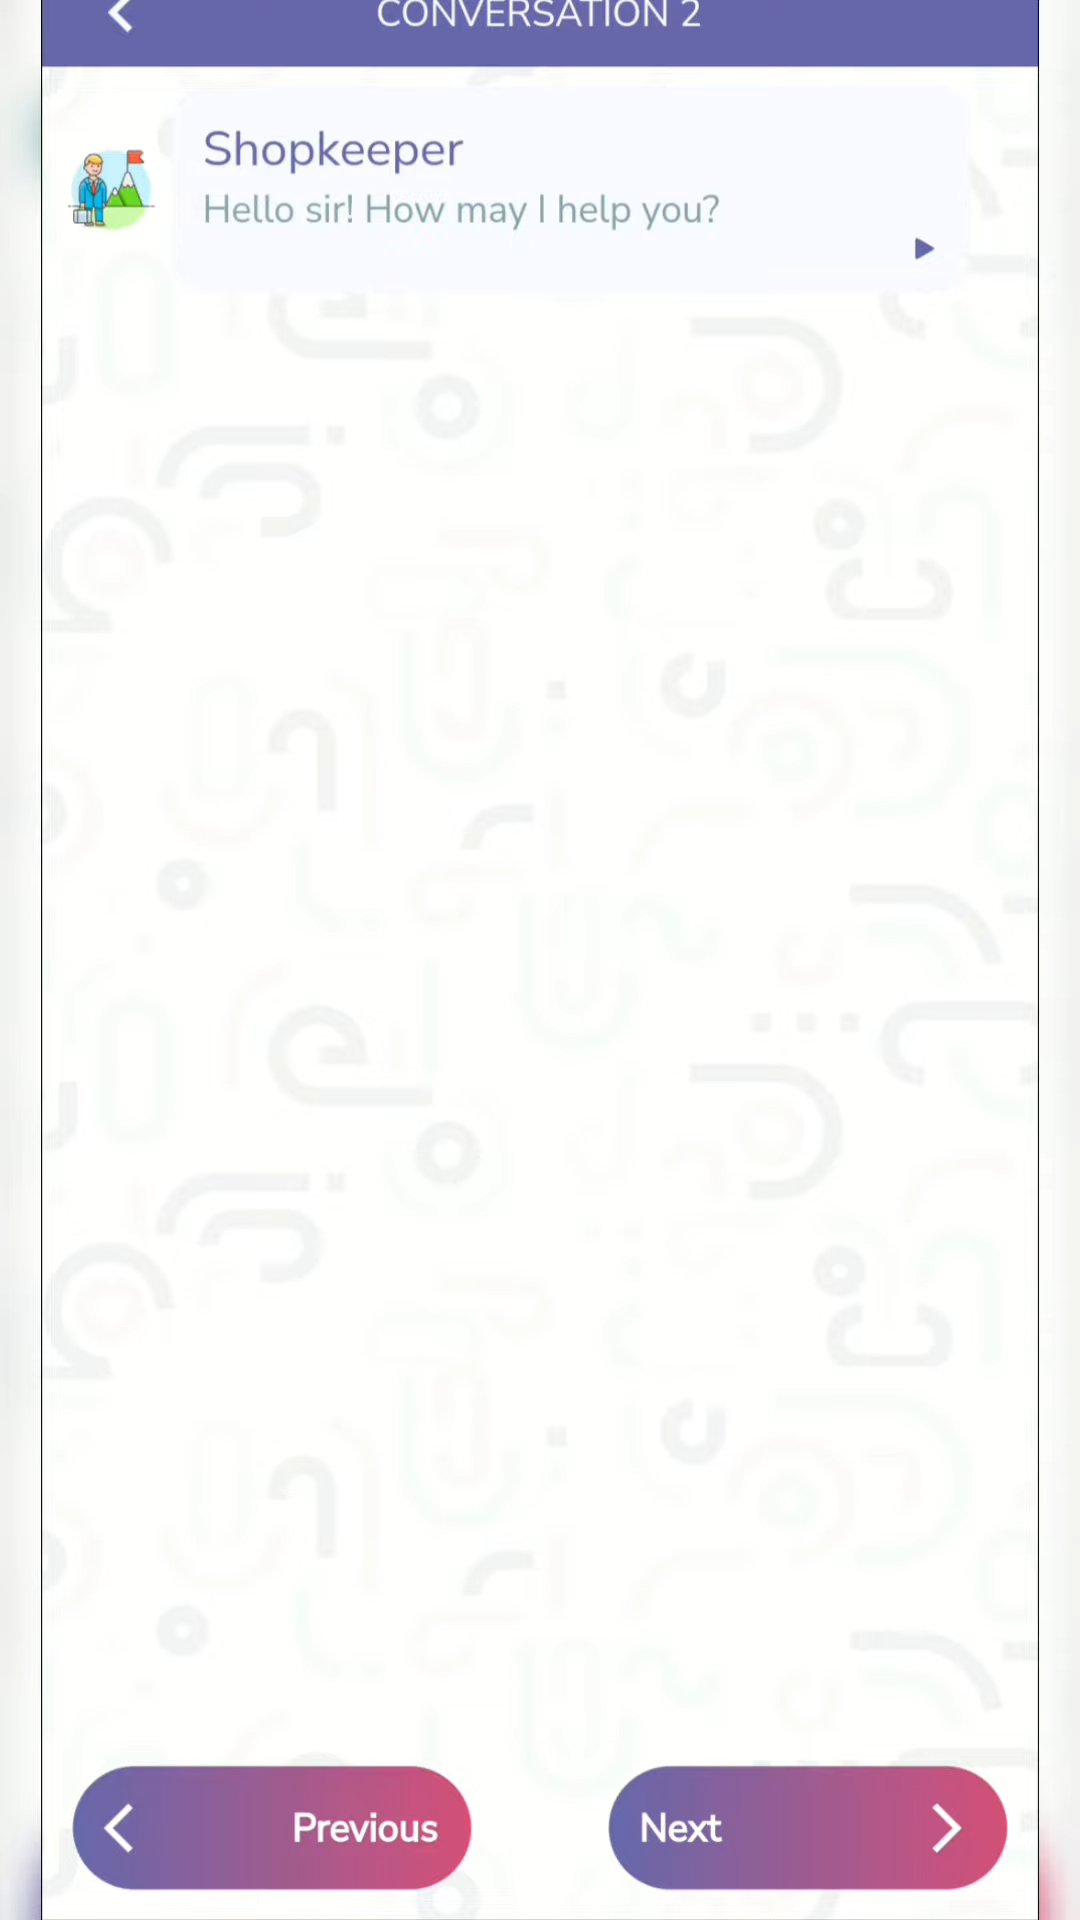 CONVERSATION 2
Shopkeeper
Hello sir! How may I help you?
Previous
Next